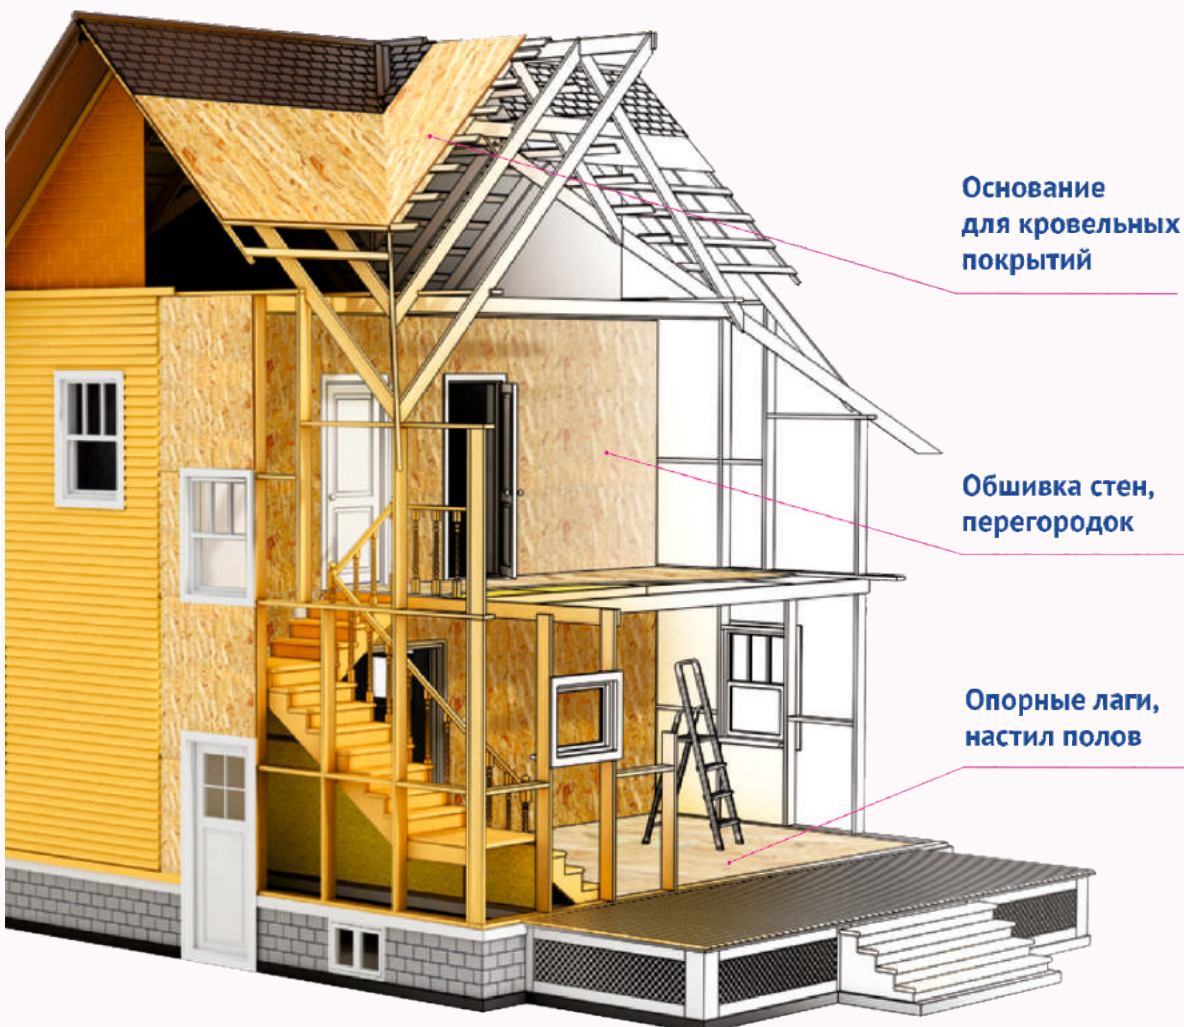 Основание
для кровельных
покрытий
Обшивка стен,
перегородок
Опорные лаги,
настил полов